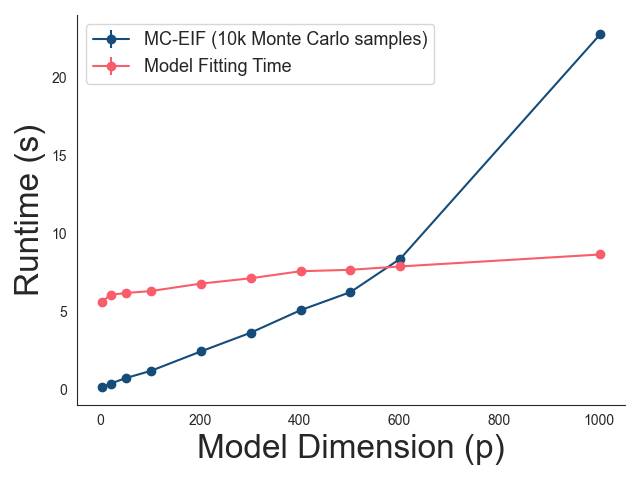 MC-EIF (10k Monte Carlo samples)
Model Fitting Time
Runtime (s)
20
15
10
5
0
0 200 400 600 800 1000
Model Dimension (p)